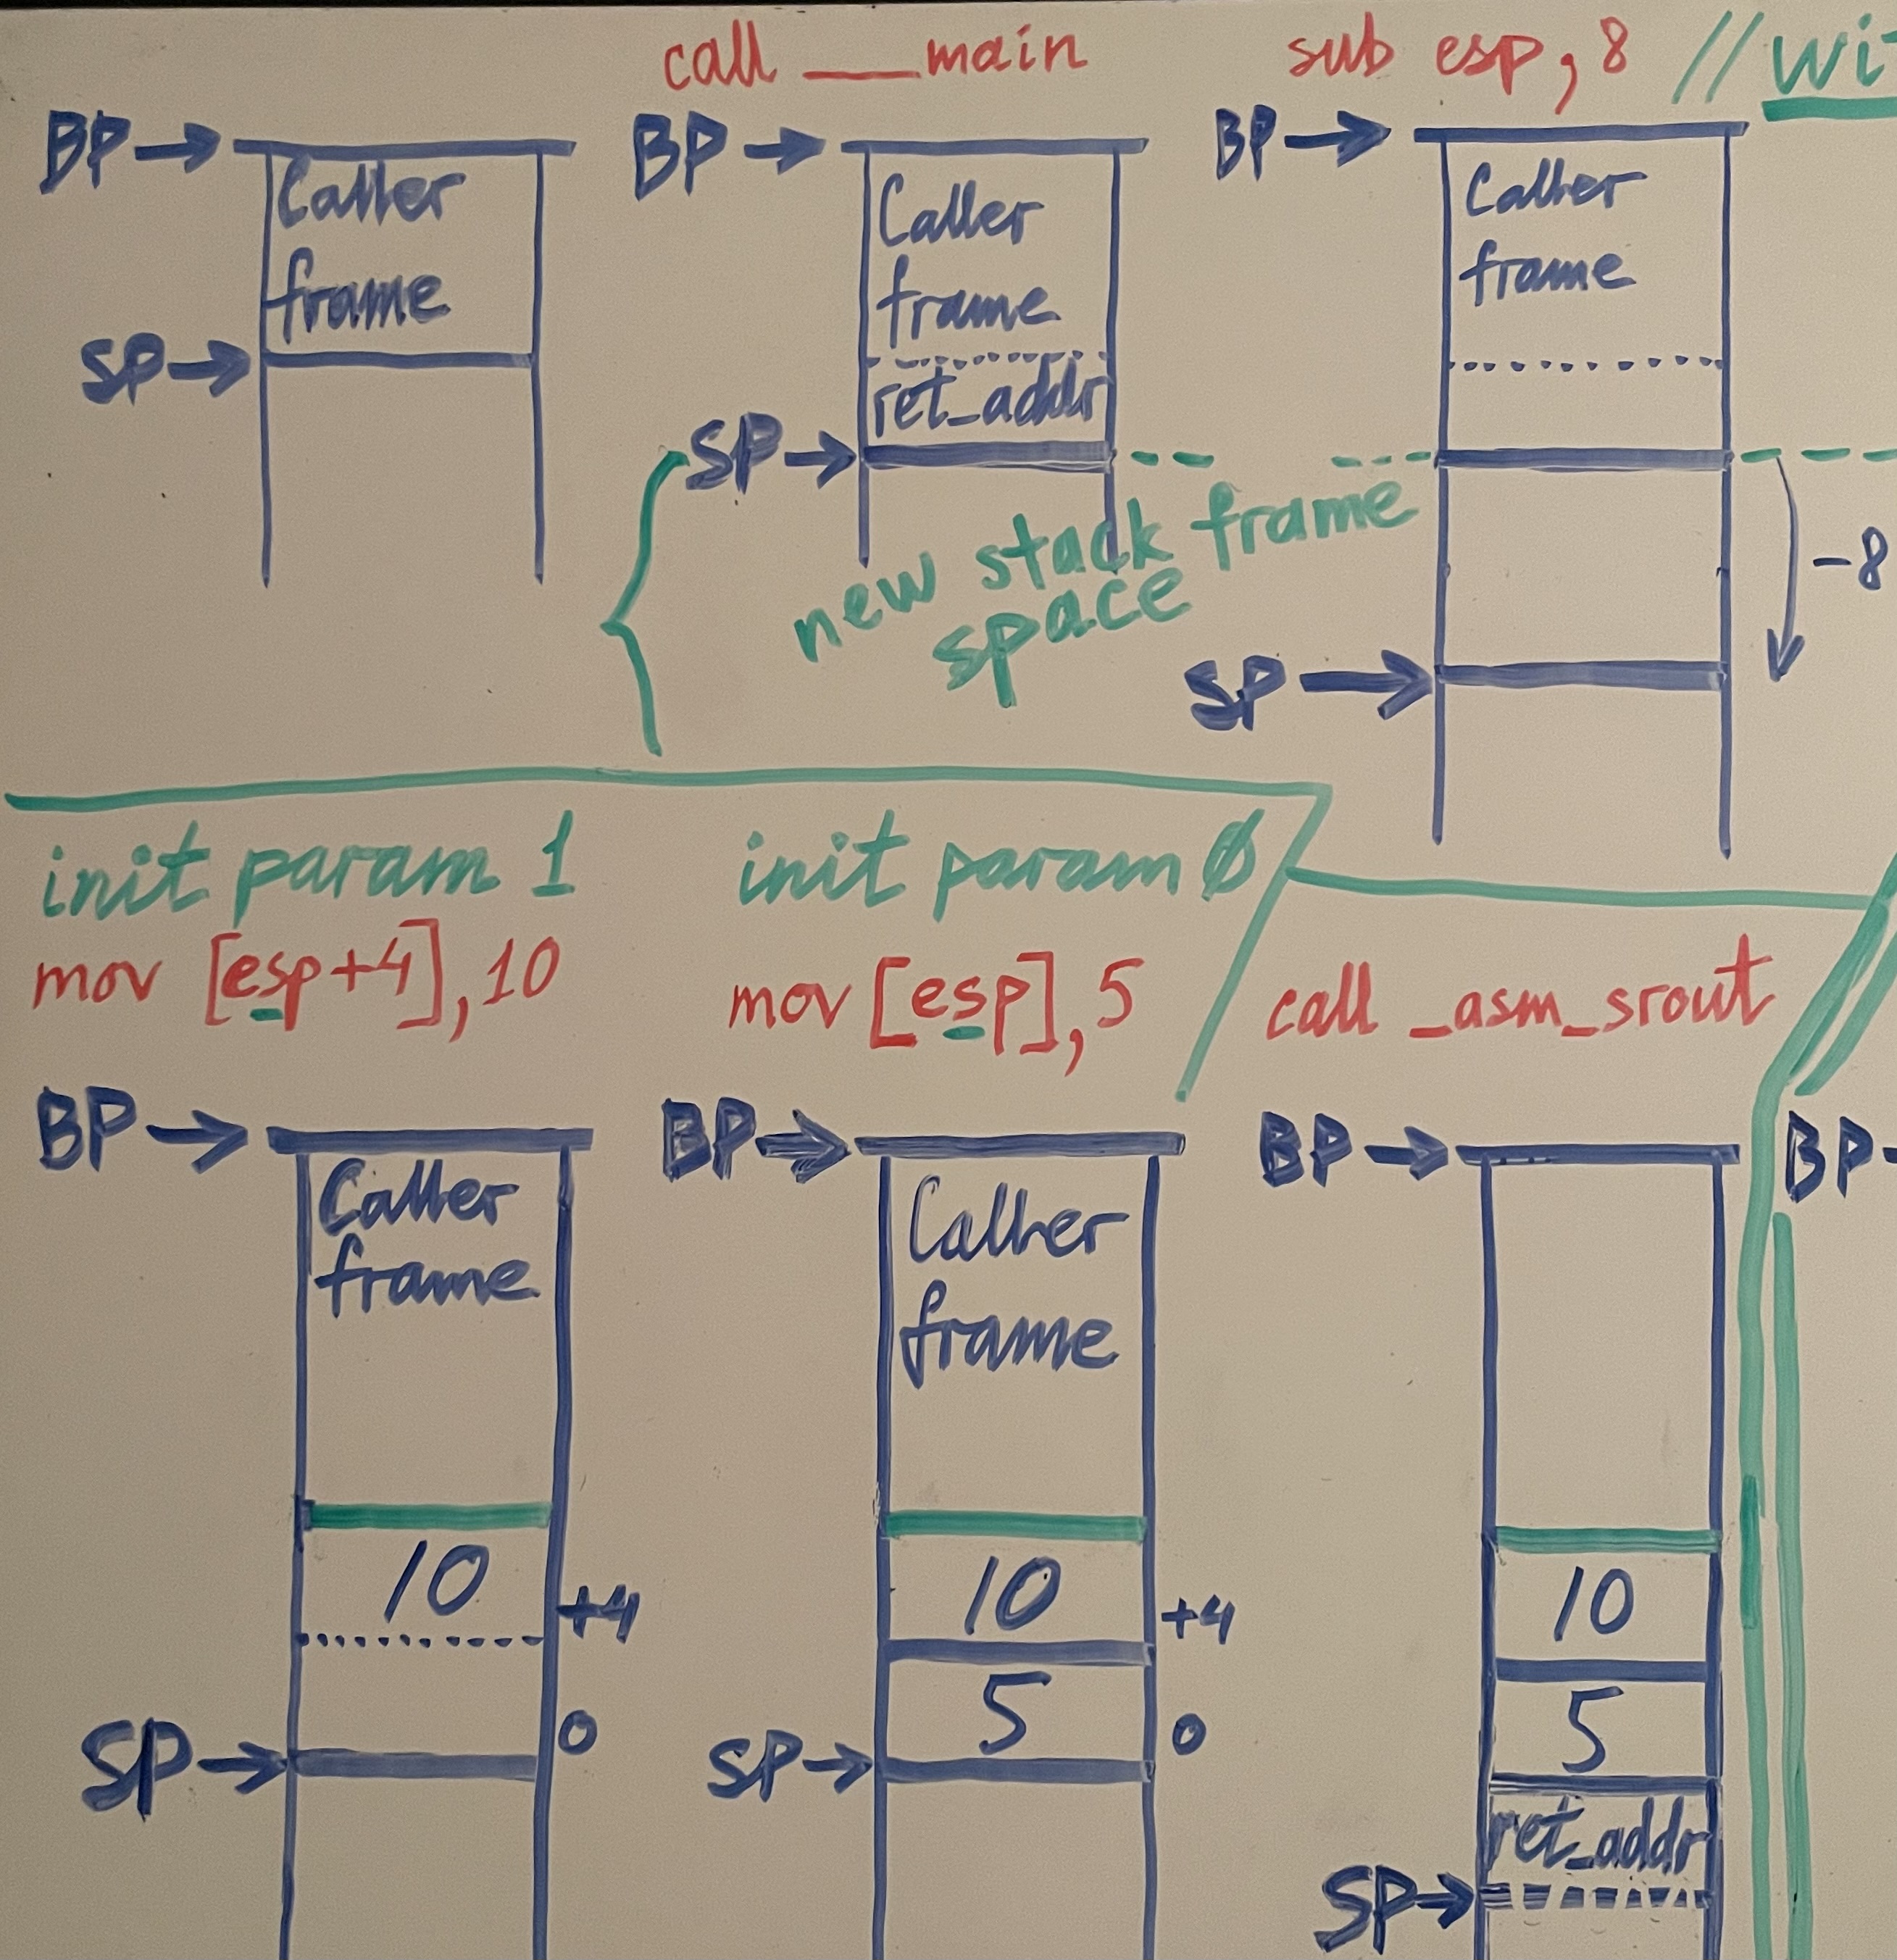 call __main
sub esp, 8 // Wi
BP→
Caller
frame
SP→
BP→
Caller
frame
ret_addr
SP→
new stack frame
space
BP→
Caller
frame
-8
SP→
init param 1
mov [esp+4], 10
init param 0
mov [esp], 5
call _asm_srout
BP→
Caller
frame
10
+4
0
SP→
BP→
Caller
frame
10
+4
5
0
SP→
BP→
10
5
ret_addr
SP→
BP-